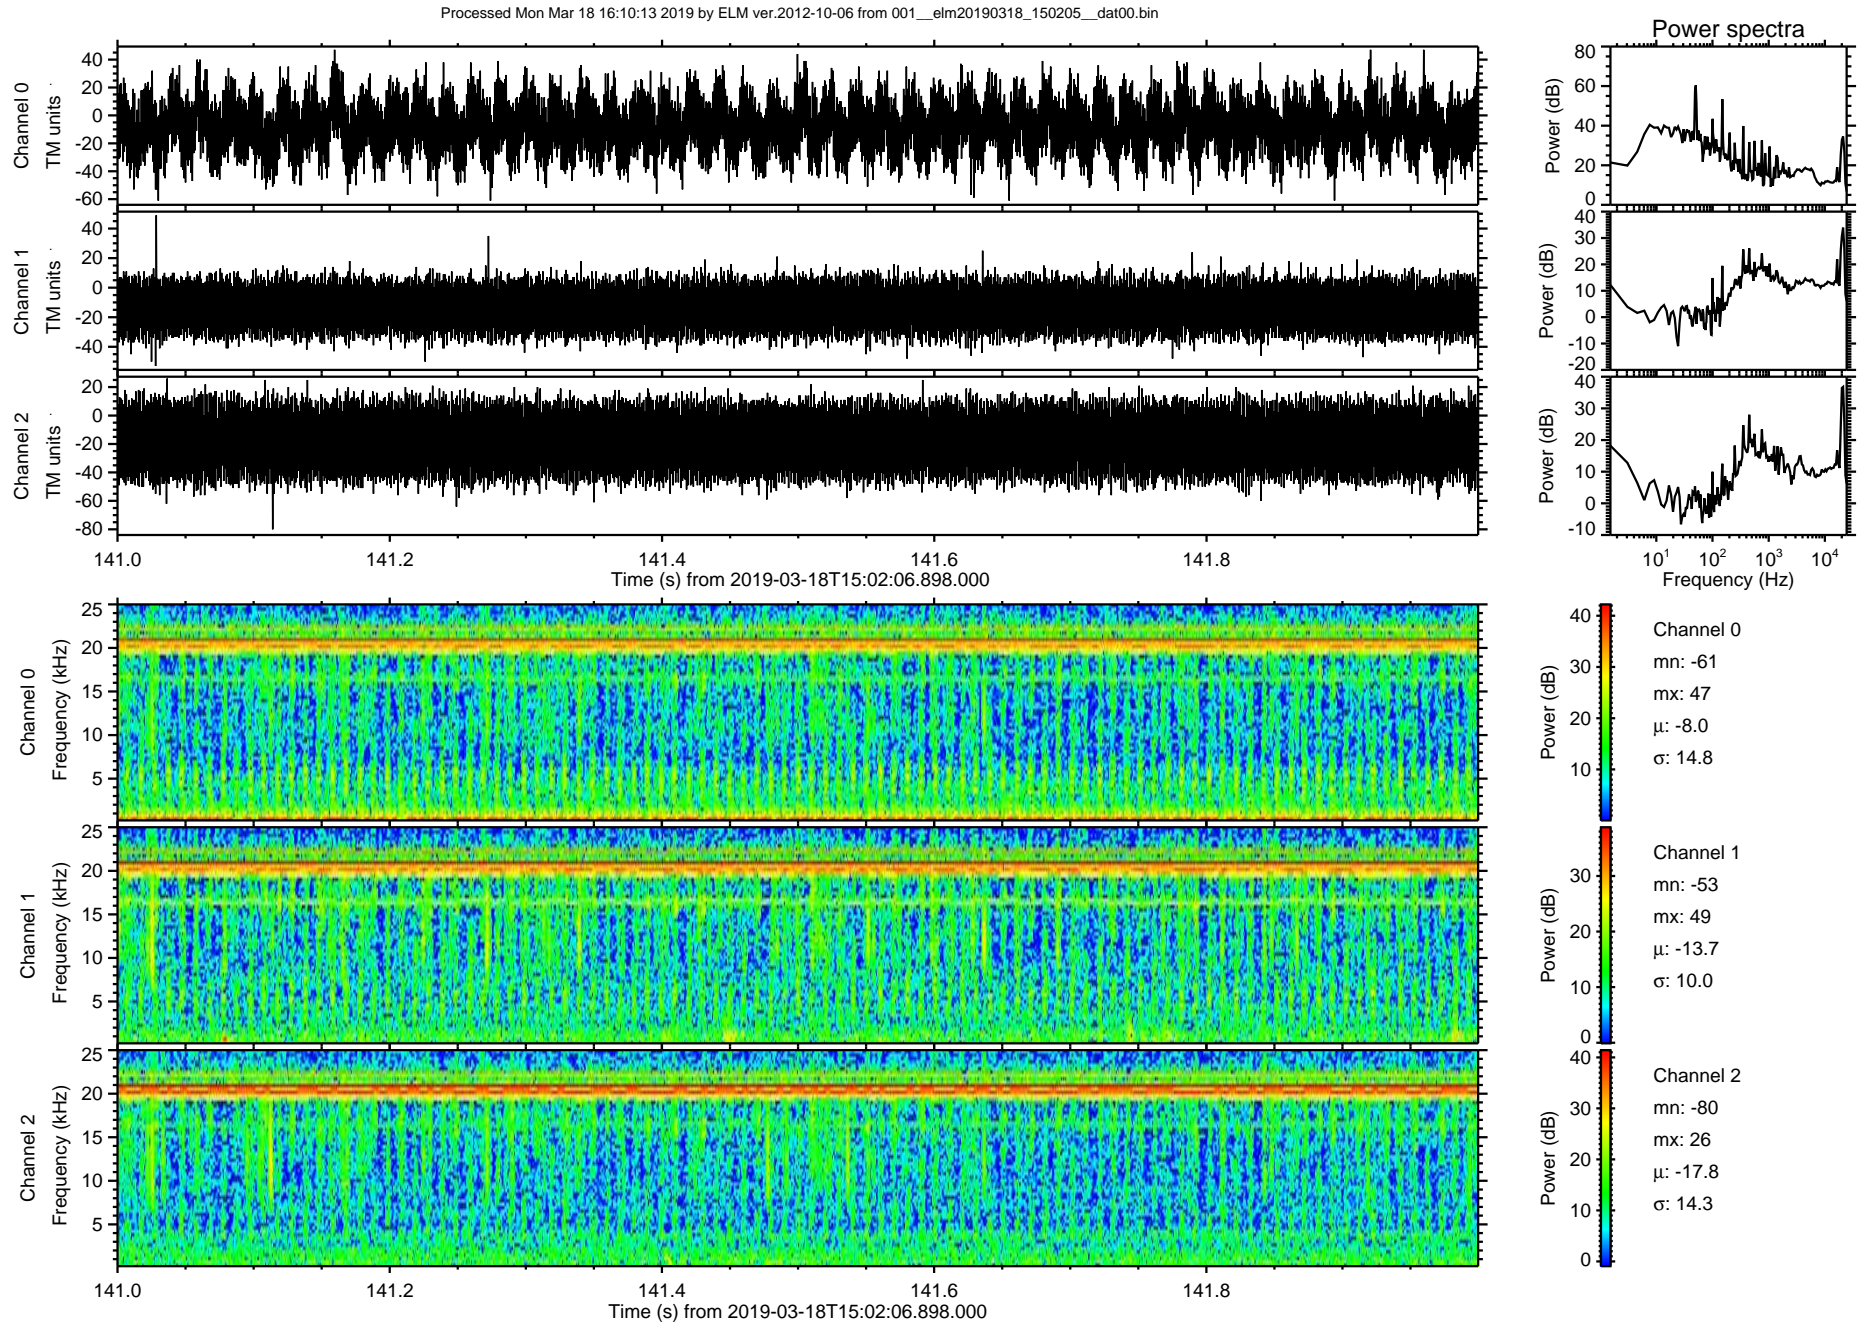 Processed Mon Mar 18 16:10:13 2019 by ELM ver.2012-10-06 from 001__elm20190318_150205__dat00.bin
Power spectra
Channel 0
TM units
40
20
0
-20
-40
-60
Power (dB)
80
60
40
20
0
Channel 1
TM units
40
20
0
-20
-40
Power (dB)
40
30
20
10
0
-10
-20
Channel 2
TM units
20
0
-20
-40
-60
-80
Power (dB)
40
30
20
10
0
-10
141.0 141.2 141.4 141.6 141.8
Time (s) from 2019-03-18T15:02:06.898.000
10¹ 10² 10³ 10⁴
Frequency (Hz)
Channel 0
Frequency (kHz)
25
20
15
10
5
Power (dB)
40
30
20
10
Channel 0
mn: -61
mx: 47
μ: -8.0
σ: 14.8
Channel 1
Frequency (kHz)
25
20
15
10
5
Power (dB)
30
20
10
0
Channel 1
mn: -53
mx: 49
μ: -13.7
σ: 10.0
Channel 2
Frequency (kHz)
25
20
15
10
5
Power (dB)
40
30
20
10
0
Channel 2
mn: -80
mx: 26
μ: -17.8
σ: 14.3
141.0 141.2 141.4 141.6 141.8
Time (s) from 2019-03-18T15:02:06.898.000